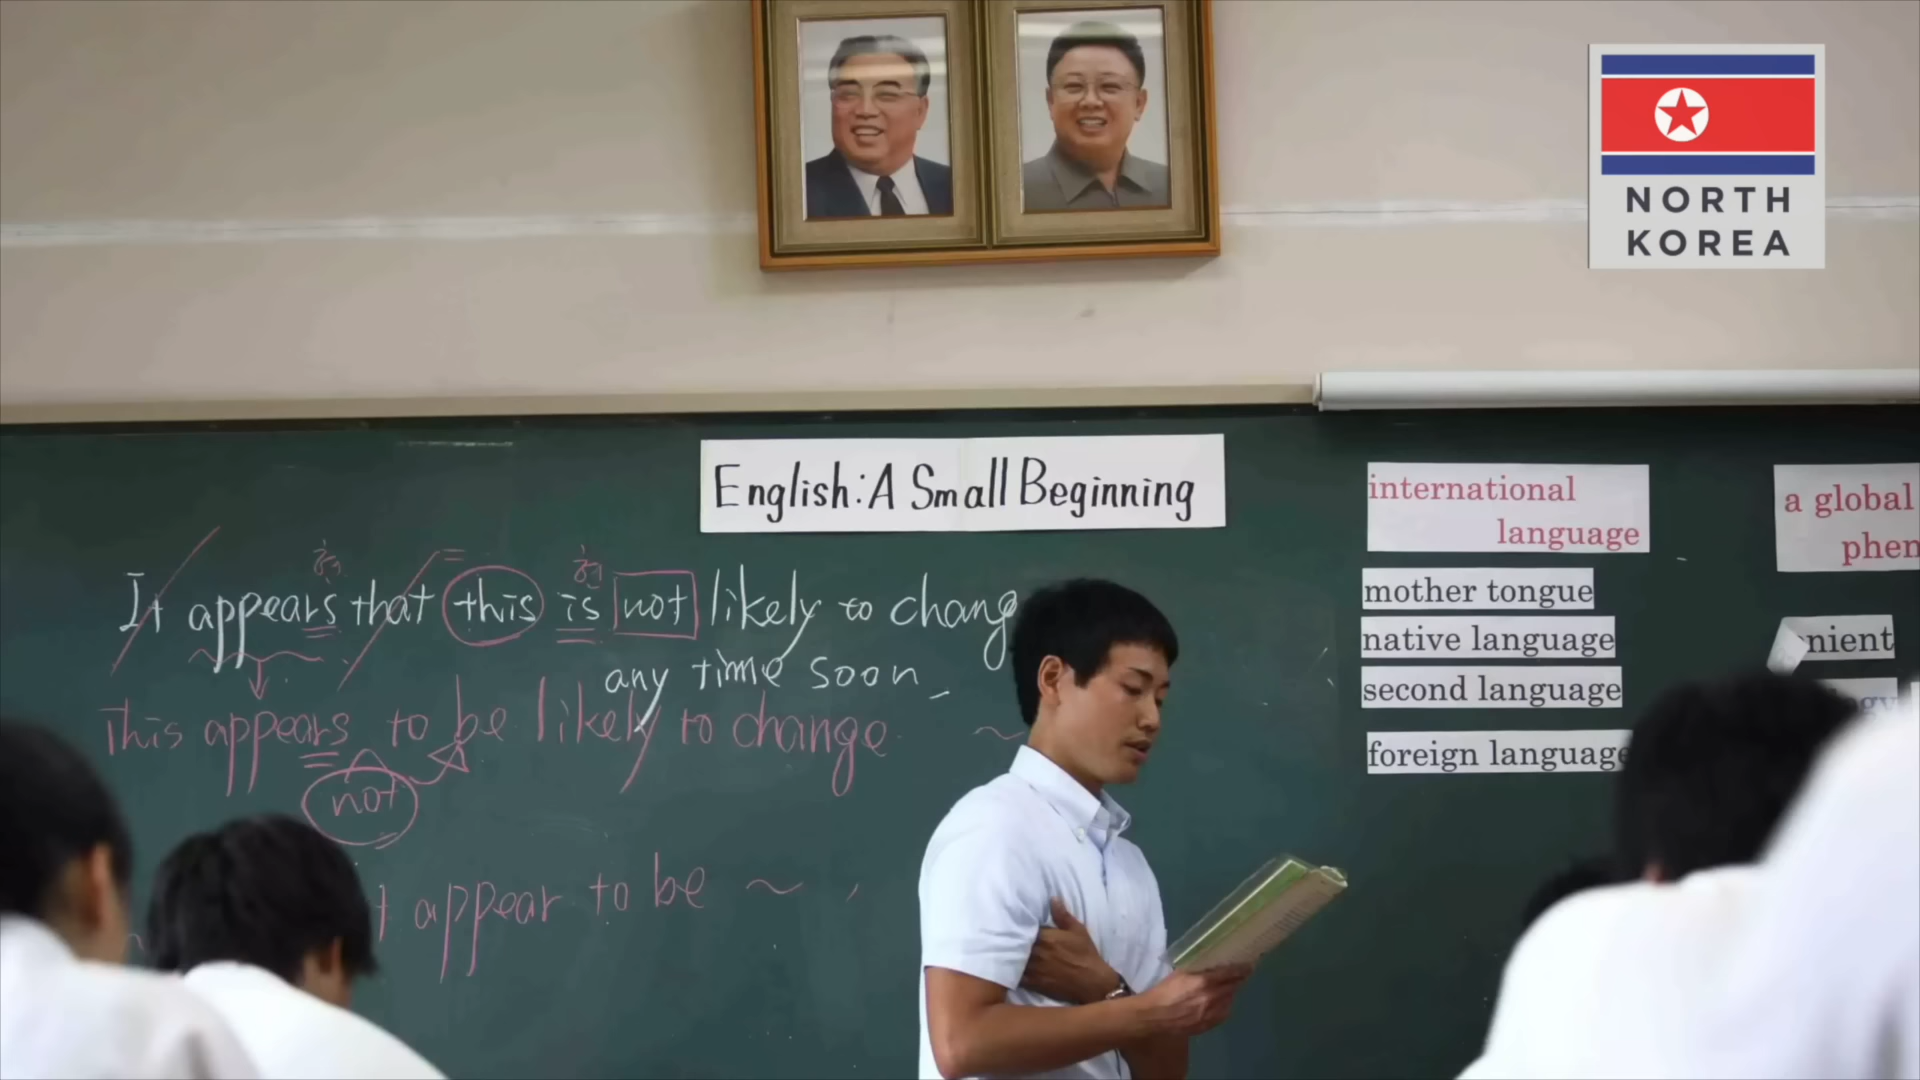 NORTH
KOREA
English: A Small Beginning
It appears that this is not likely to change
any time soon
This appears to be likely to change ~
not
appear to be ~
international
language
mother tongue
native language
second language
foreign language
a global